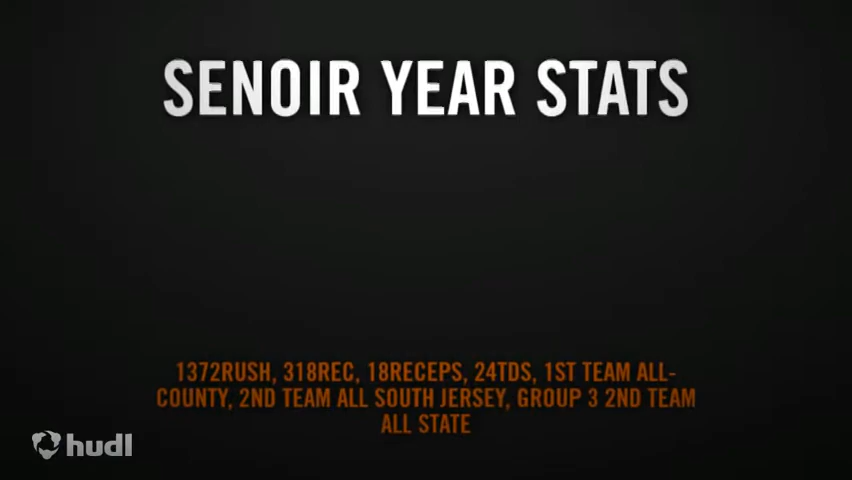 SENOIR YEAR STATS
1372RUSH, 318REC, 18RECEPS, 24TDS, 1ST TEAM ALL-
COUNTY, 2ND TEAM ALL SOUTH JERSEY, GROUP 3 2ND TEAM
ALL STATE
hudl